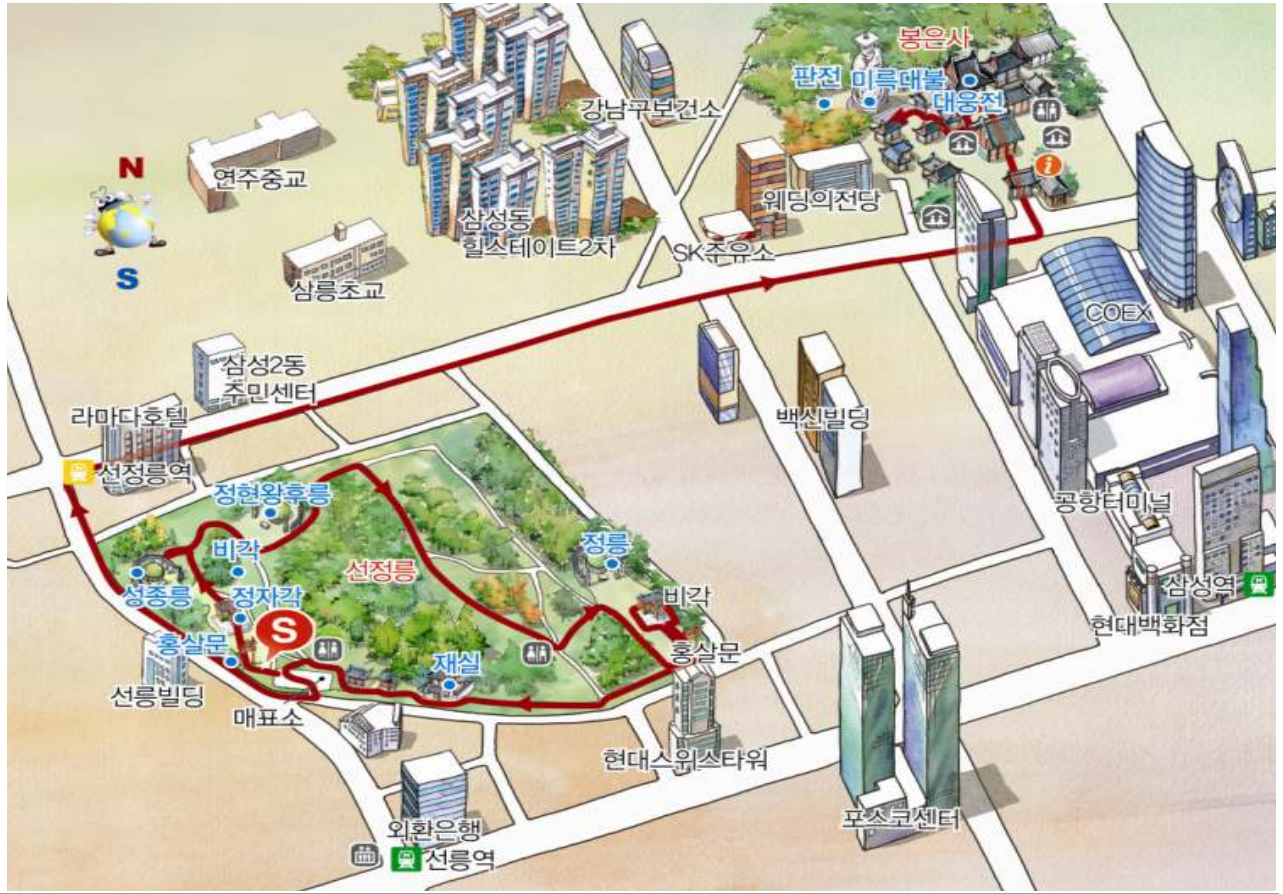 봉은사
판전
미륵대불
대웅전
강남구보건소
N
연주중교
S
삼성동
힐스테이트2차
위딩의전당
i
삼릉초교
SK주유소
COEX
삼성2동
주민센터
라마다호텔
백신빌딩
선정릉역
정현왕후릉
공항터미널
정릉
비각
선정릉
성종릉
정자각
비각
삼성역
현대백화점
S
홍살문
홍살문
재실
선릉빌딩
매표소
현대스위스타워
포스코센터
외환은행
선릉역